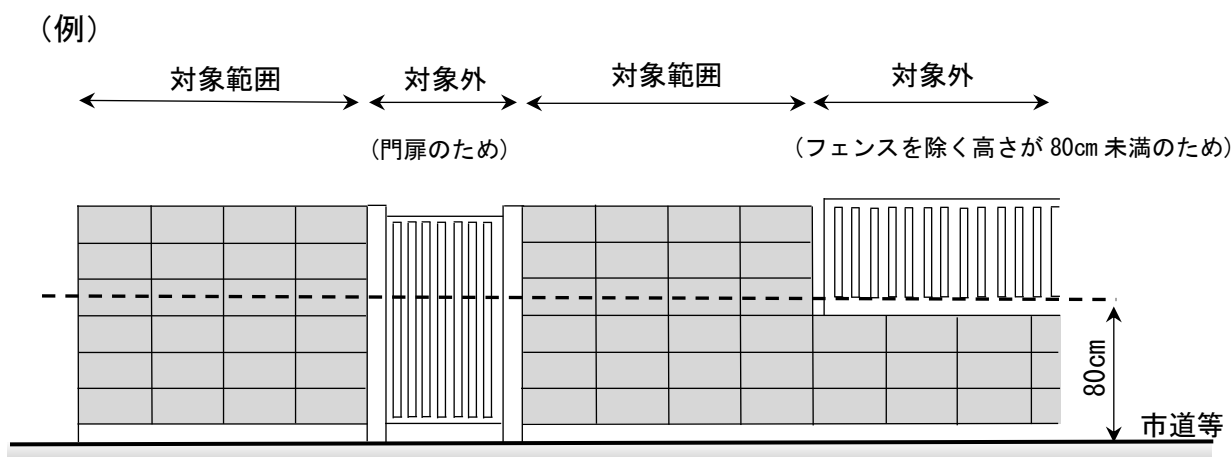 （例）
対象範囲
対象外
対象範囲
対象外
（門扉のため）
（フェンスを除く高さが 80㎝ 未満のため）
80㎝
市道等